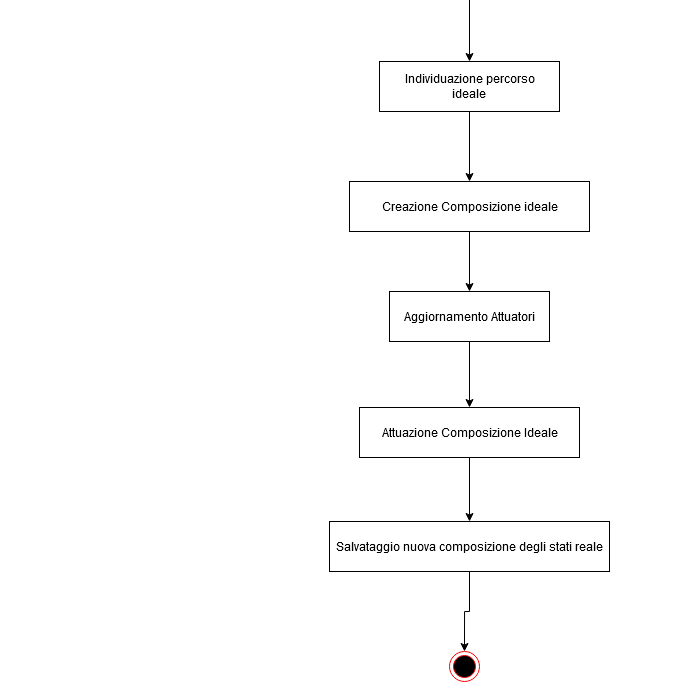 Individuazione percorso
ideale
Creazione Composizione ideale
Aggiornamento Attuatori
Attuazione Composizione Ideale
Salvataggio nuova composizione degli stati reale